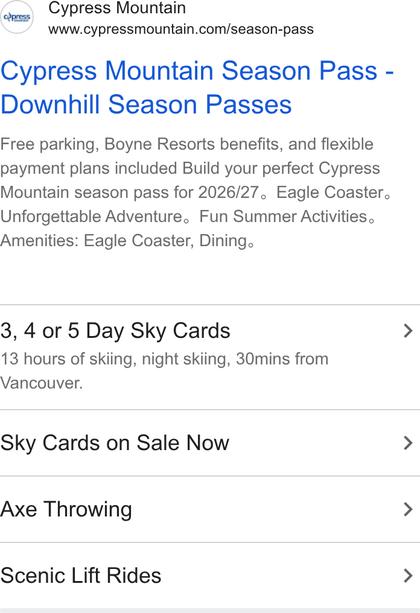 cypress
Cypress Mountain
www.cypressmountain.com/season-pass
Cypress Mountain Season Pass -
Downhill Season Passes
Free parking, Boyne Resorts benefits, and flexible
payment plans included Build your perfect Cypress
Mountain season pass for 2026/27。Eagle Coaster。
Unforgettable Adventure。Fun Summer Activities。
Amenities: Eagle Coaster, Dining。
3, 4 or 5 Day Sky Cards
13 hours of skiing, night skiing, 30mins from
Vancouver.
Sky Cards on Sale Now
Axe Throwing
Scenic Lift Rides